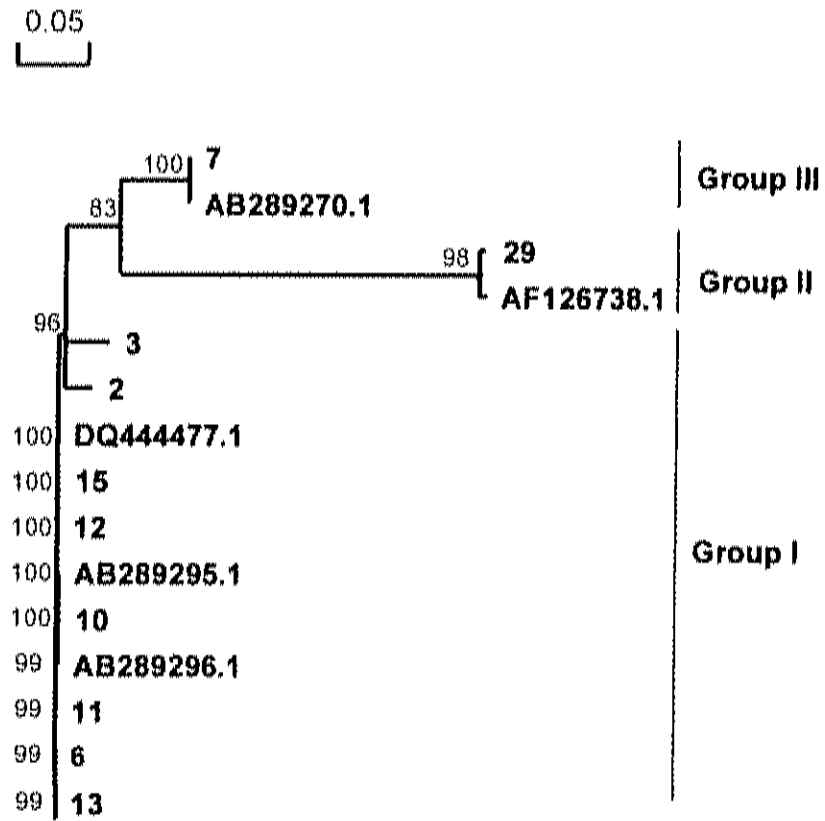 0.05
100 7
AB289270.1
Group III
83
98 29
AF126738.1
Group II
96
3
2
100 DQ444477.1
100 15
100 12
Group I
100 AB289295.1
100 10
99 AB289296.1
99 11
99 6
99 13